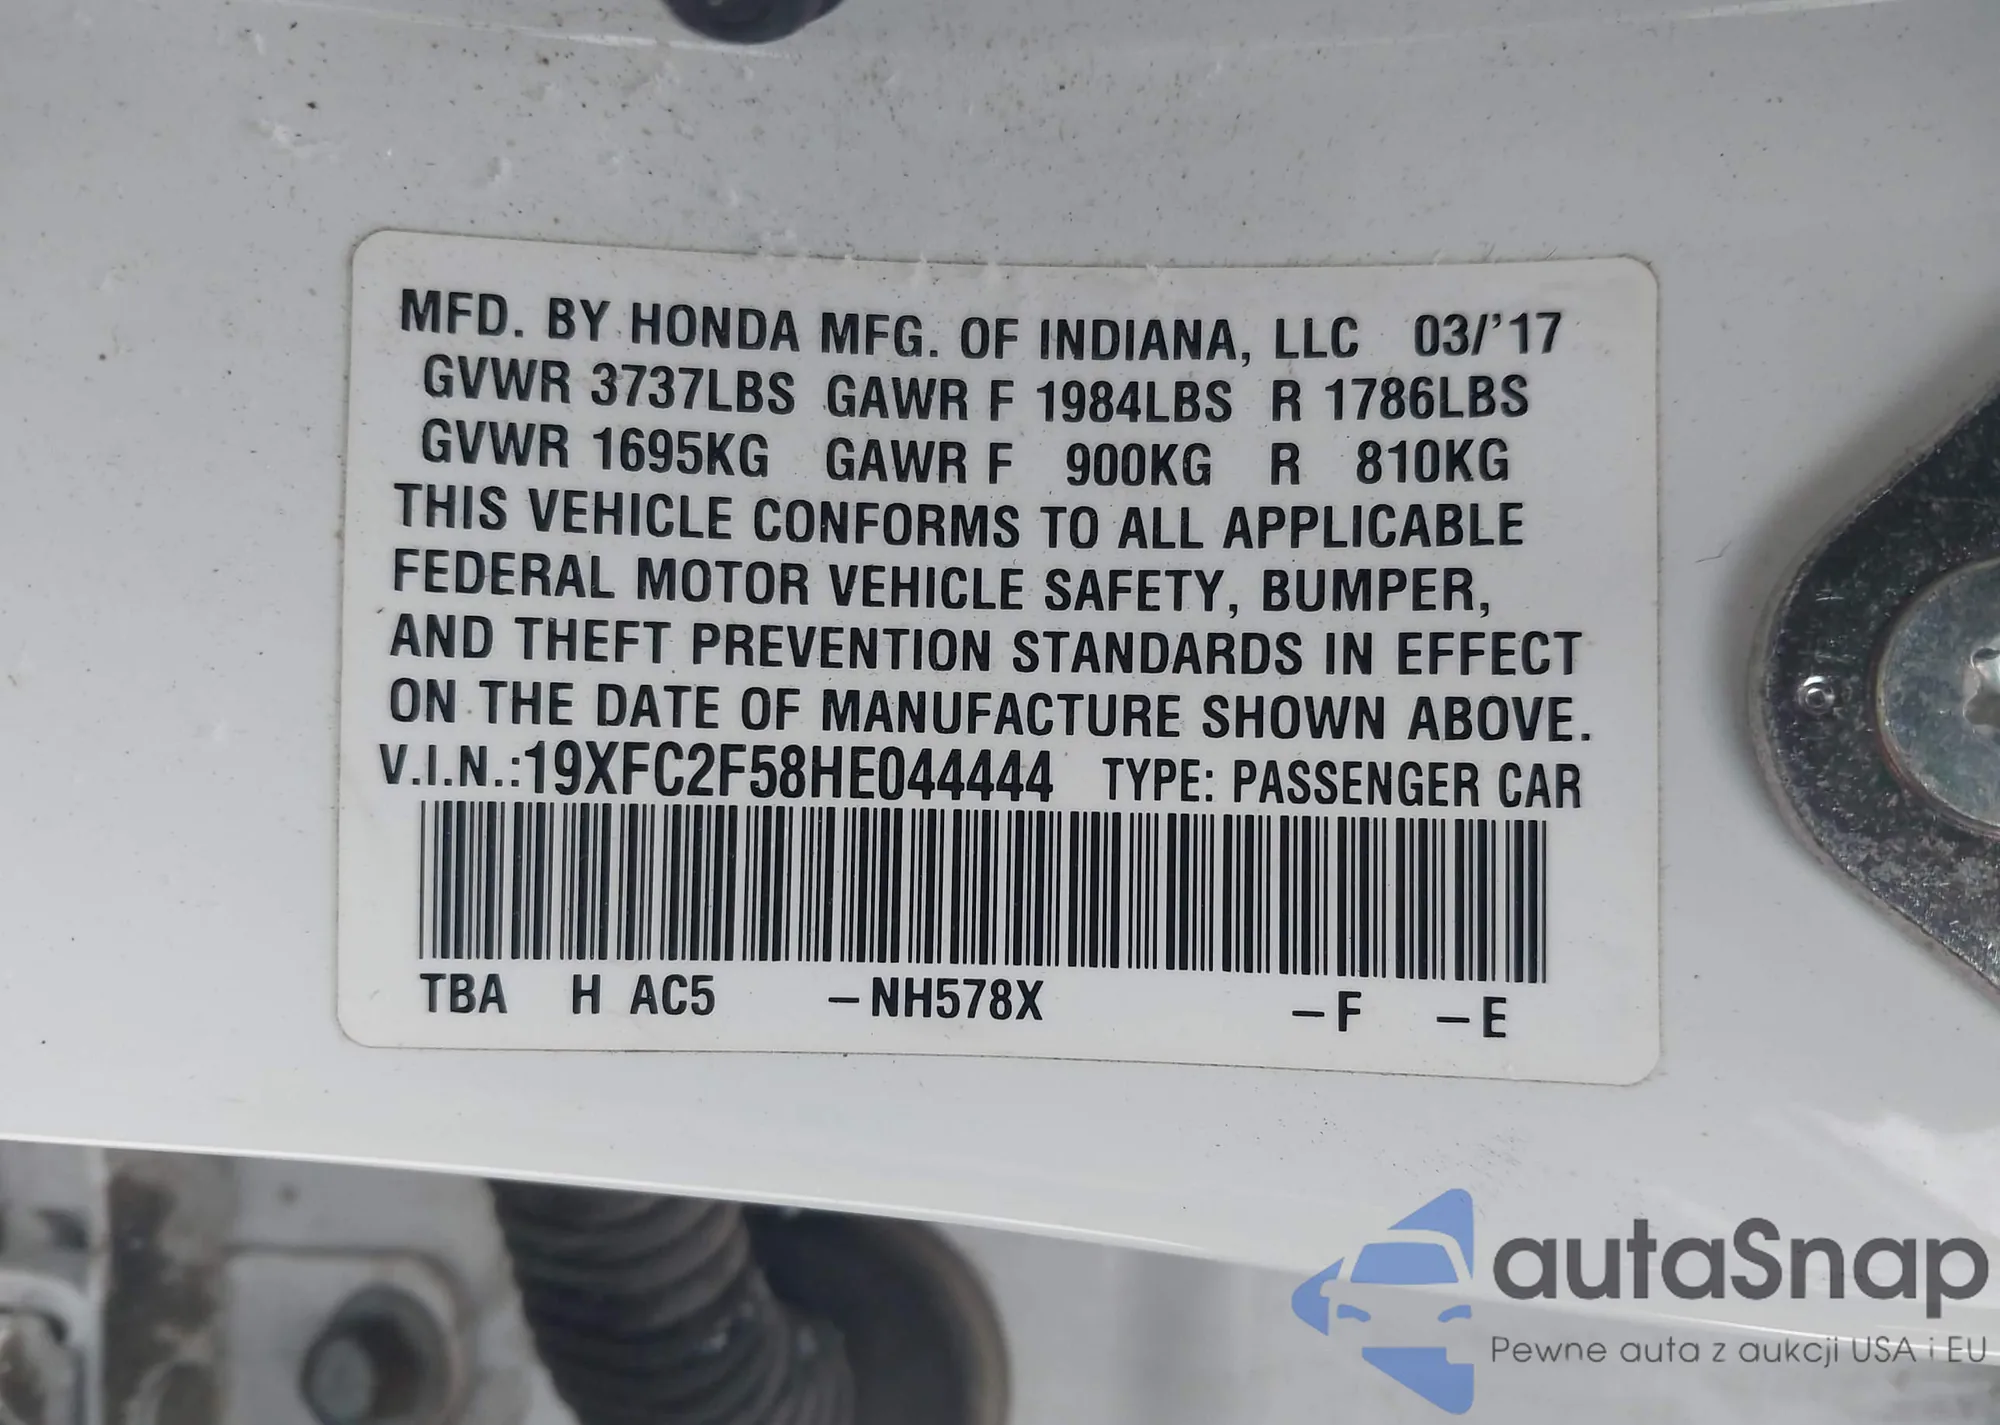 MFD. BY HONDA MFG. OF INDIANA, LLC 03/'17
GVWR 3737LBS GAWR F 1984LBS R 1786LBS
GVWR 1695KG GAWR F 900KG R 810KG
THIS VEHICLE CONFORMS TO ALL APPLICABLE
FEDERAL MOTOR VEHICLE SAFETY, BUMPER,
AND THEFT PREVENTION STANDARDS IN EFFECT
ON THE DATE OF MANUFACTURE SHOWN ABOVE.
V.I.N.:19XFC2F58HE044444 TYPE: PASSENGER CAR
TBA H AC5 –NH578X –F –E
autaSnap
Pewne auta z aukcji USA i EU